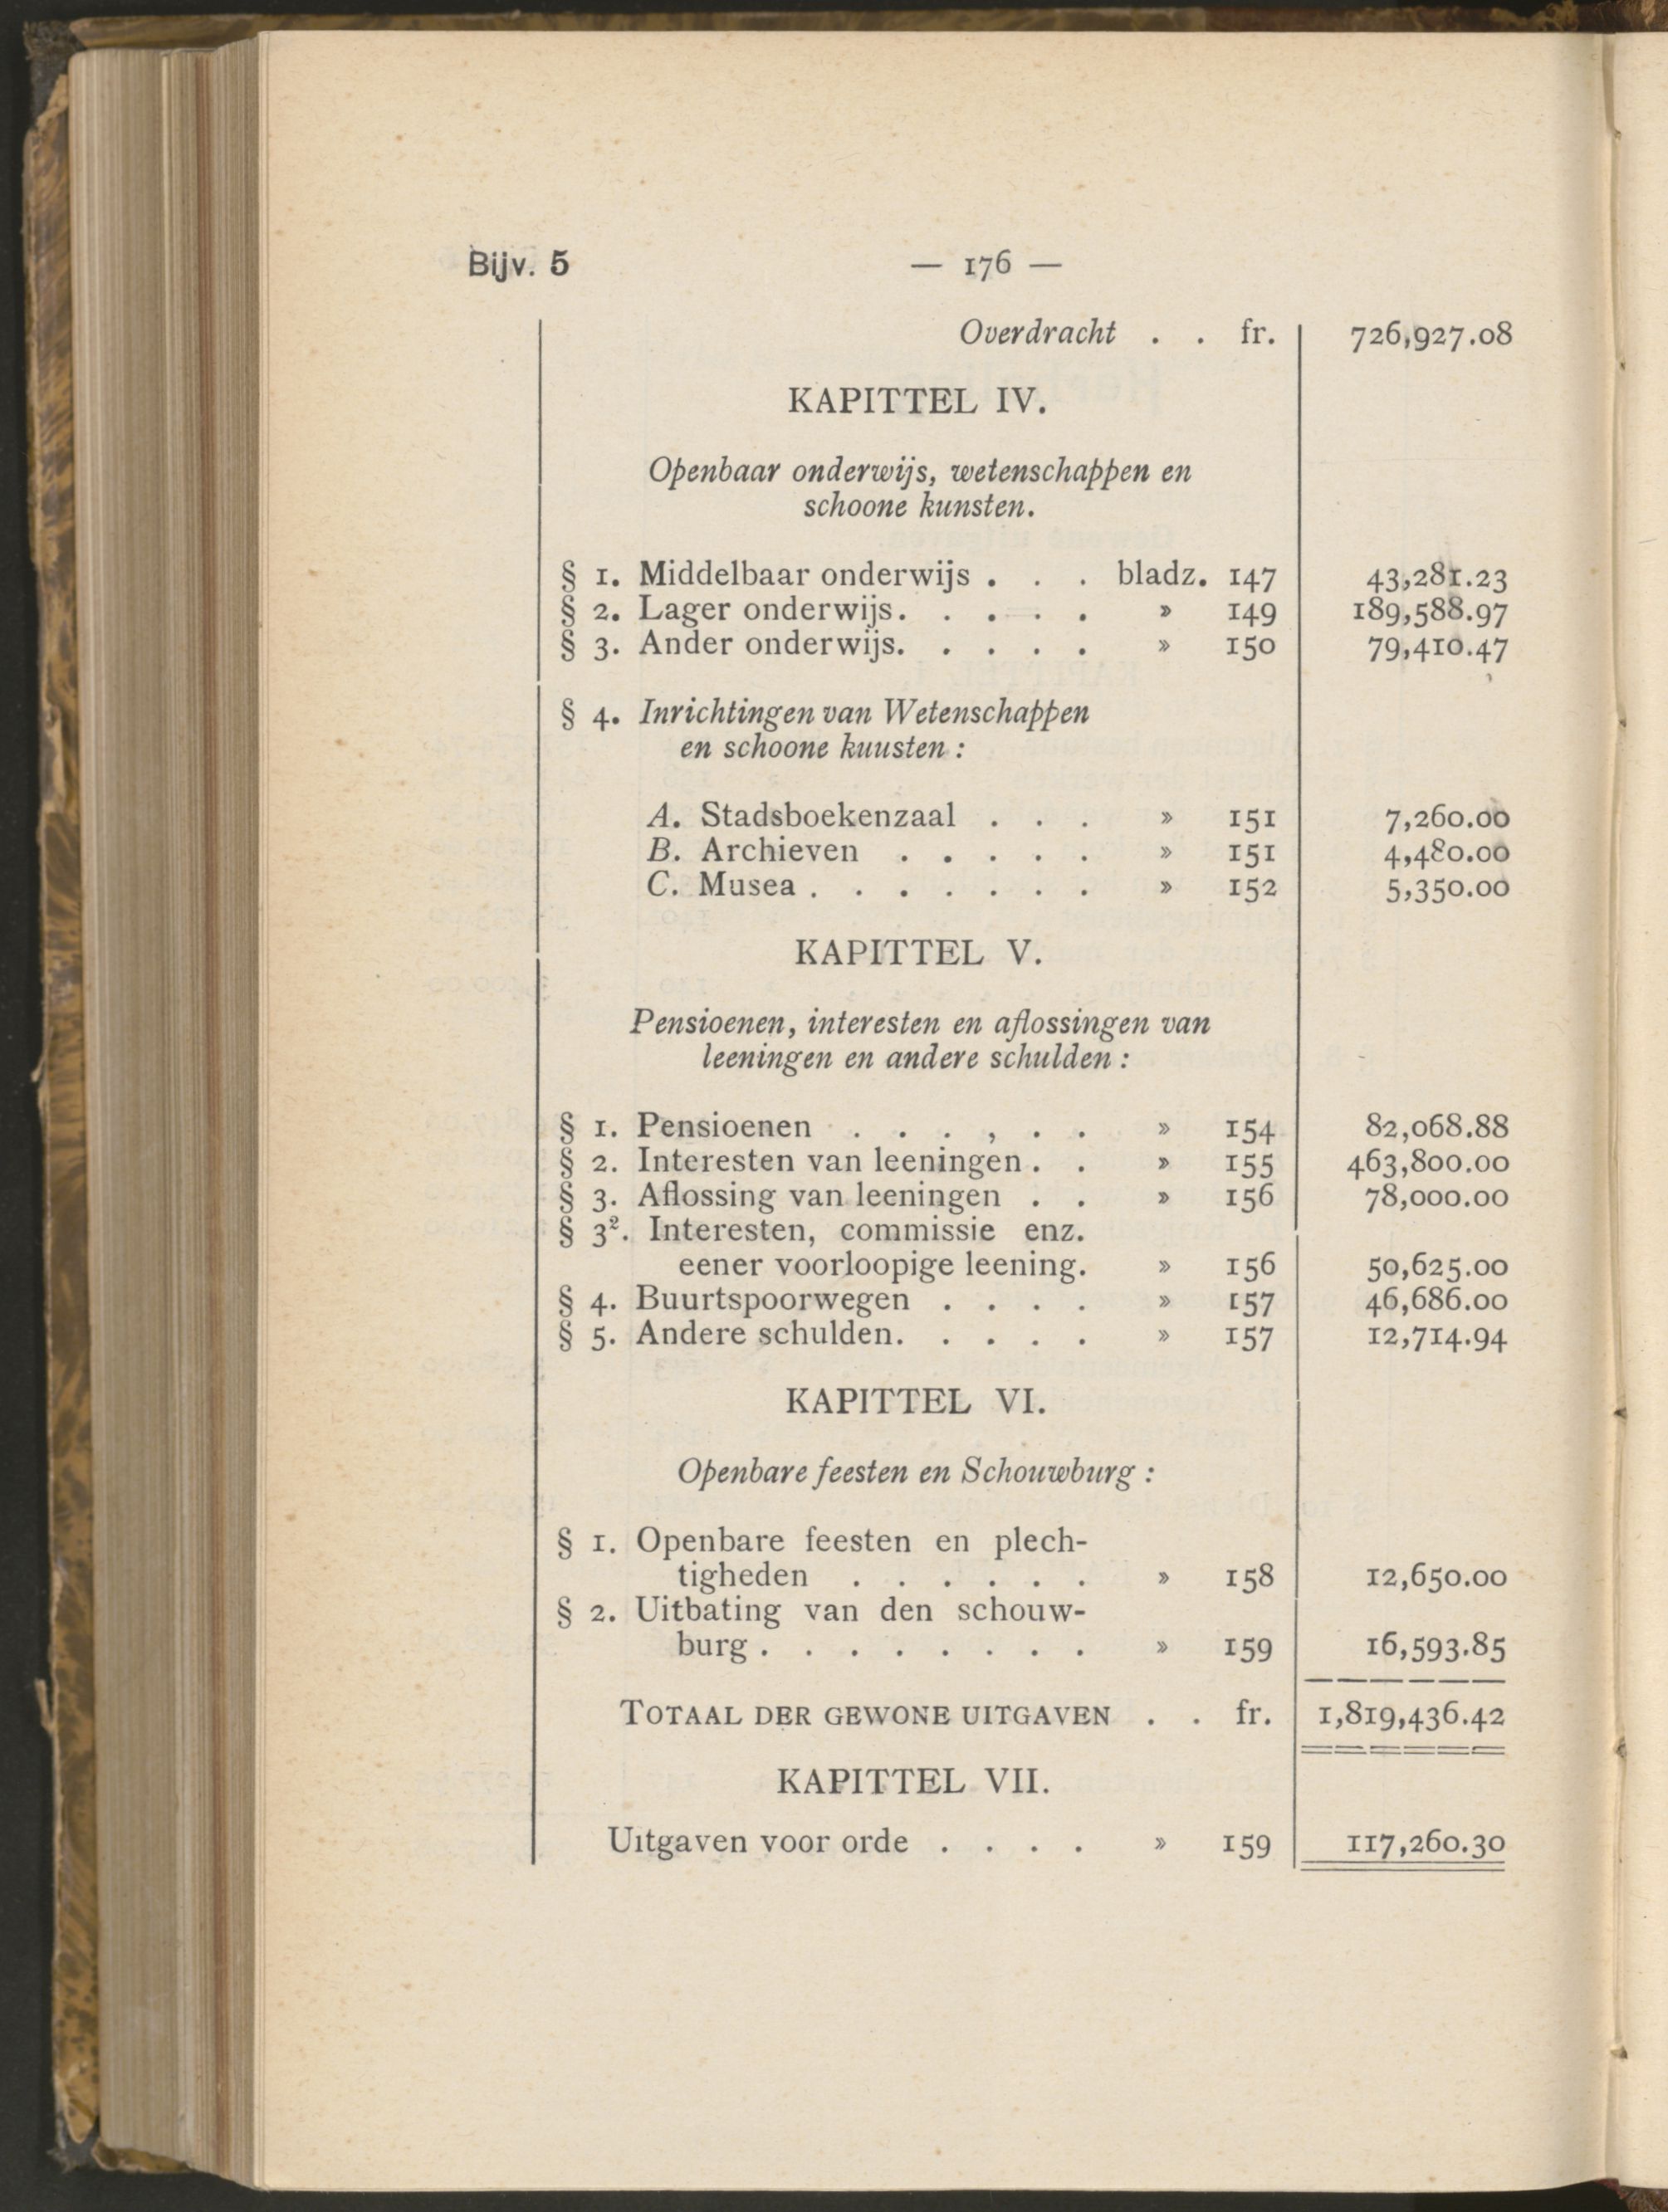 Bijv. 5 — 176 —
Overdracht . . fr. 726,927.08
KAPITTEL IV.
Openbaar onderwijs, wetenschappen en
schoone kunsten.
§ 1. Middelbaar onderwijs . . . bladz. 147 43,281.23
§ 2. Lager onderwijs. . . . . » 149 189,588.97
§ 3. Ander onderwijs. . . . . » 150 79,410.47
§ 4. Inrichtingen van Wetenschappen
en schoone kuusten :
A. Stadsboekenzaal . . . » 151 7,260.00
B. Archieven . . . . . » 151 4,480.00
C. Musea . . . . . . . » 152 5,350.00
KAPITTEL V.
Pensioenen, interesten en aflossingen van
leeningen en andere schulden :
§ 1. Pensioenen . . . , . . » 154 82,068.88
§ 2. Interesten van leeningen . . » 155 463,800.00
§ 3. Aflossing van leeningen . . » 156 78,000.00
§ 3². Interesten, commissie enz.
eener voorloopige leening. » 156 50,625.00
§ 4. Buurtspoorwegen . . . . » 157 46,686.00
§ 5. Andere schulden. . . . . » 157 12,714.94
KAPITTEL VI.
Openbare feesten en Schouwburg :
§ 1. Openbare feesten en plech-
tigheden . . . . . . » 158 12,650.00
§ 2. Uitbating van den schouw-
burg . . . . . . . . » 159 16,593.85
TOTAAL DER GEWONE UITGAVEN . . fr. 1,819,436.42
KAPITTEL VII.
Uitgaven voor orde . . . . » 159 117,260.30